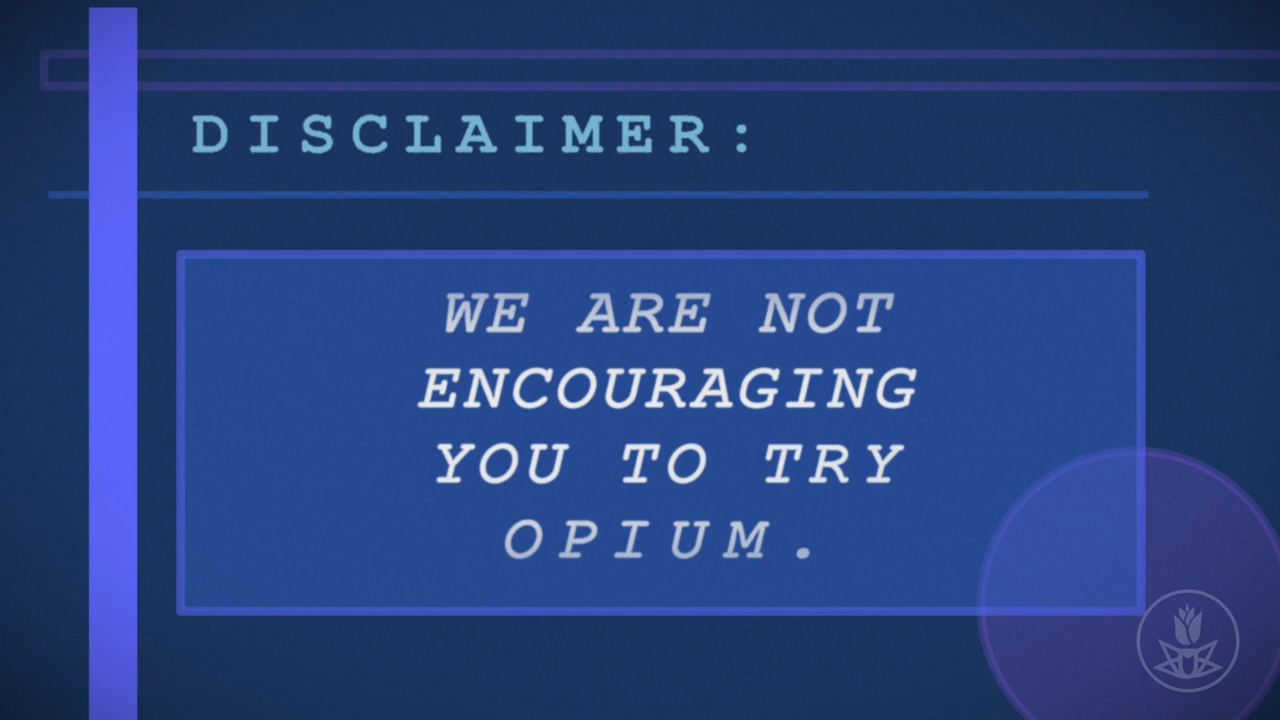 DISCLAIMER:
WE ARE NOT
ENCOURAGING
YOU TO TRY
OPIUM.